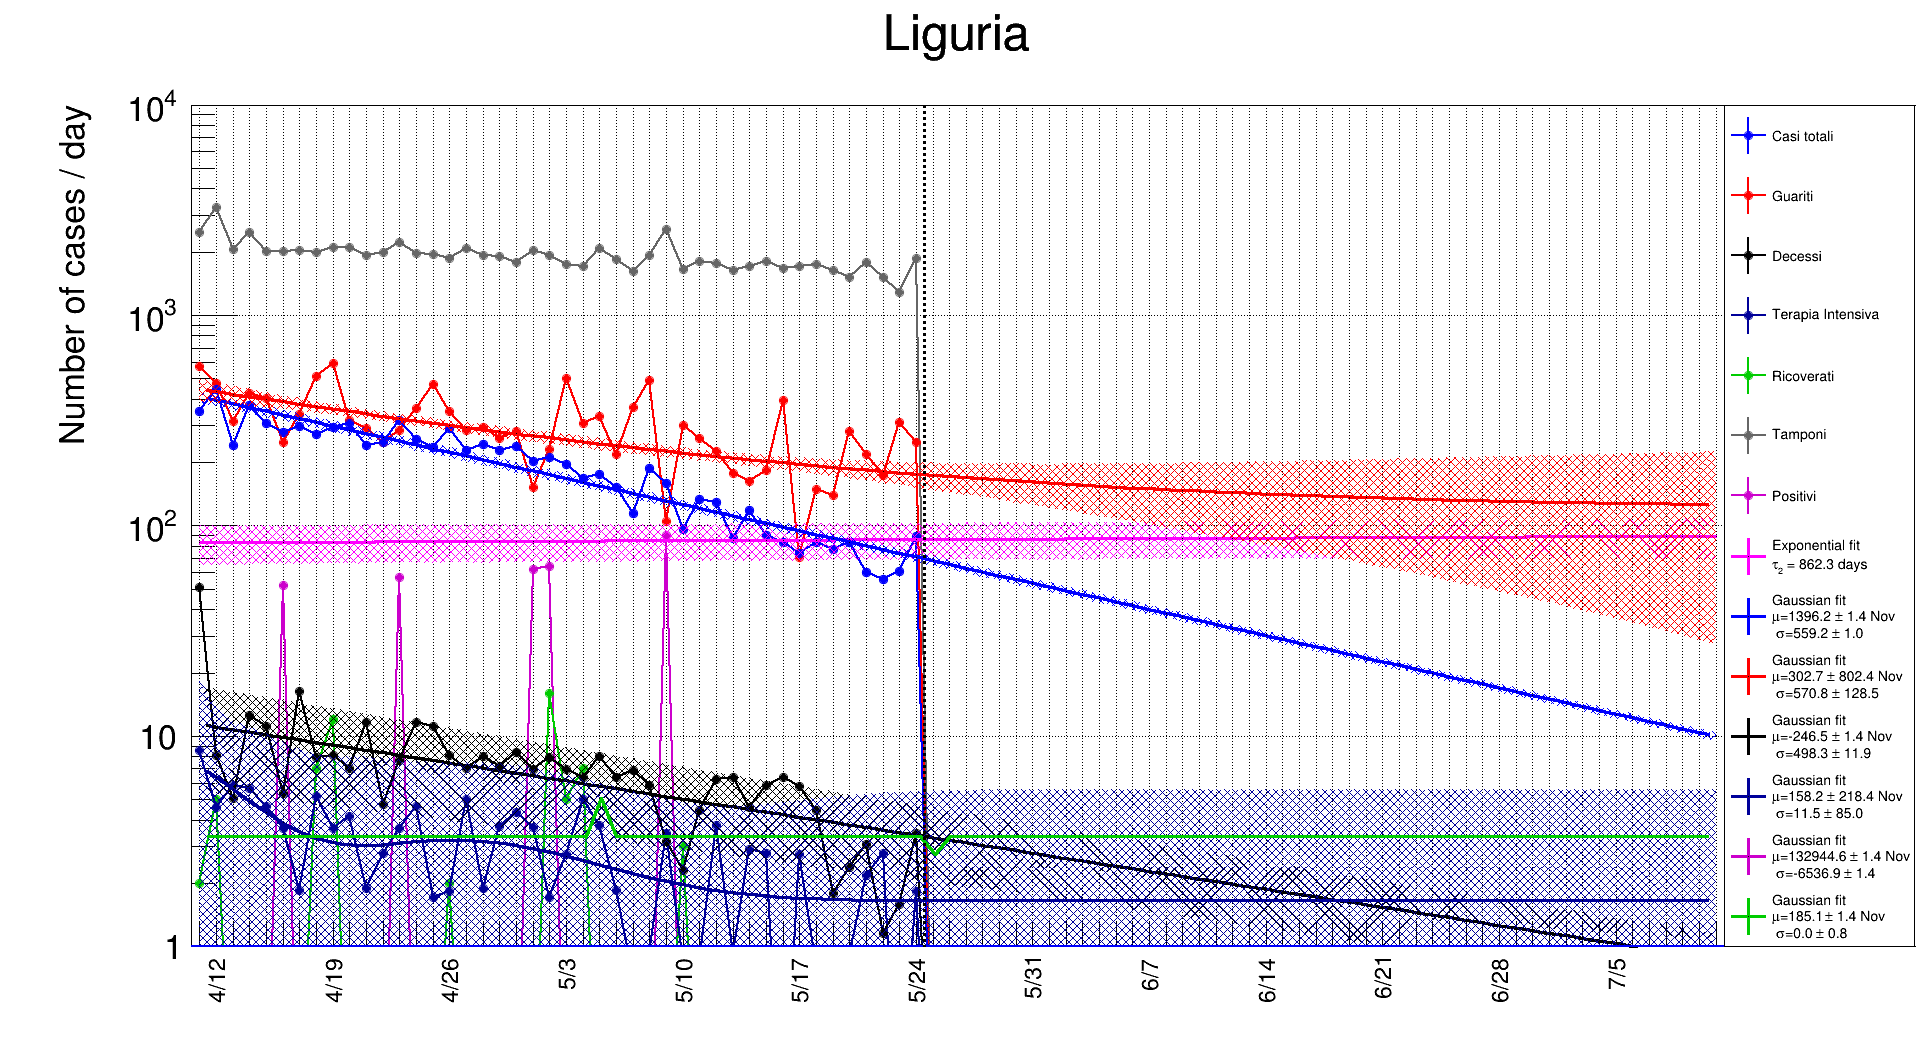 Liguria
Number of cases / day
10⁴
10³
10²
10
1
4/12
4/19
4/26
5/3
5/10
5/17
5/24
5/31
6/7
6/14
6/21
6/28
7/5
Casi totali
Guariti
Decessi
Terapia Intensiva
Ricoverati
Tamponi
Positivi
Exponential fit
τ₂ = 862.3 days
Gaussian fit
μ=1396.2 ± 1.4 Nov
σ=559.2 ± 1.0
Gaussian fit
μ=302.7 ± 802.4 Nov
σ=570.8 ± 128.5
Gaussian fit
μ=-246.5 ± 1.4 Nov
σ=498.3 ± 11.9
Gaussian fit
μ=158.2 ± 218.4 Nov
σ=11.5 ± 85.0
Gaussian fit
μ=132944.6 ± 1.4 Nov
σ=-6536.9 ± 1.4
Gaussian fit
μ=185.1 ± 1.4 Nov
σ=0.0 ± 0.8